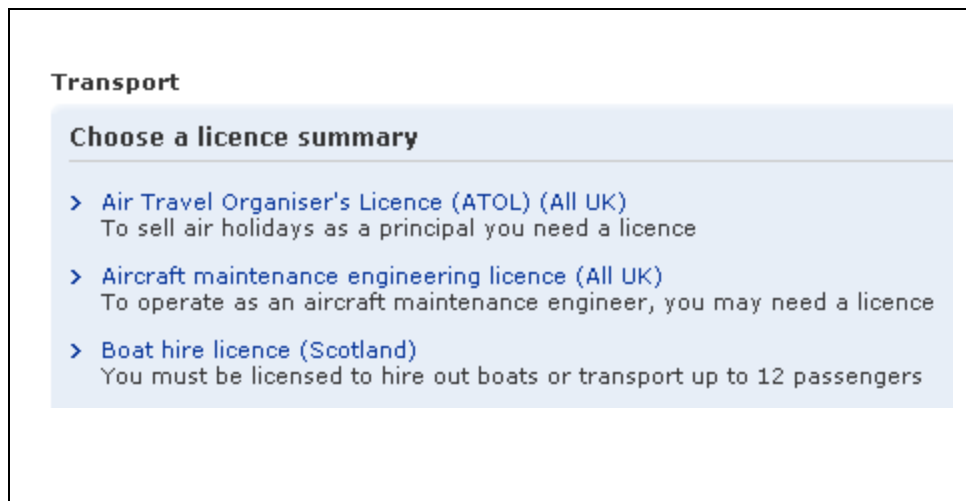 Transport
Choose a licence summary
> Air Travel Organiser's Licence (ATOL) (All UK)
To sell air holidays as a principal you need a licence
> Aircraft maintenance engineering licence (All UK)
To operate as an aircraft maintenance engineer, you may need a licence
> Boat hire licence (Scotland)
You must be licensed to hire out boats or transport up to 12 passengers